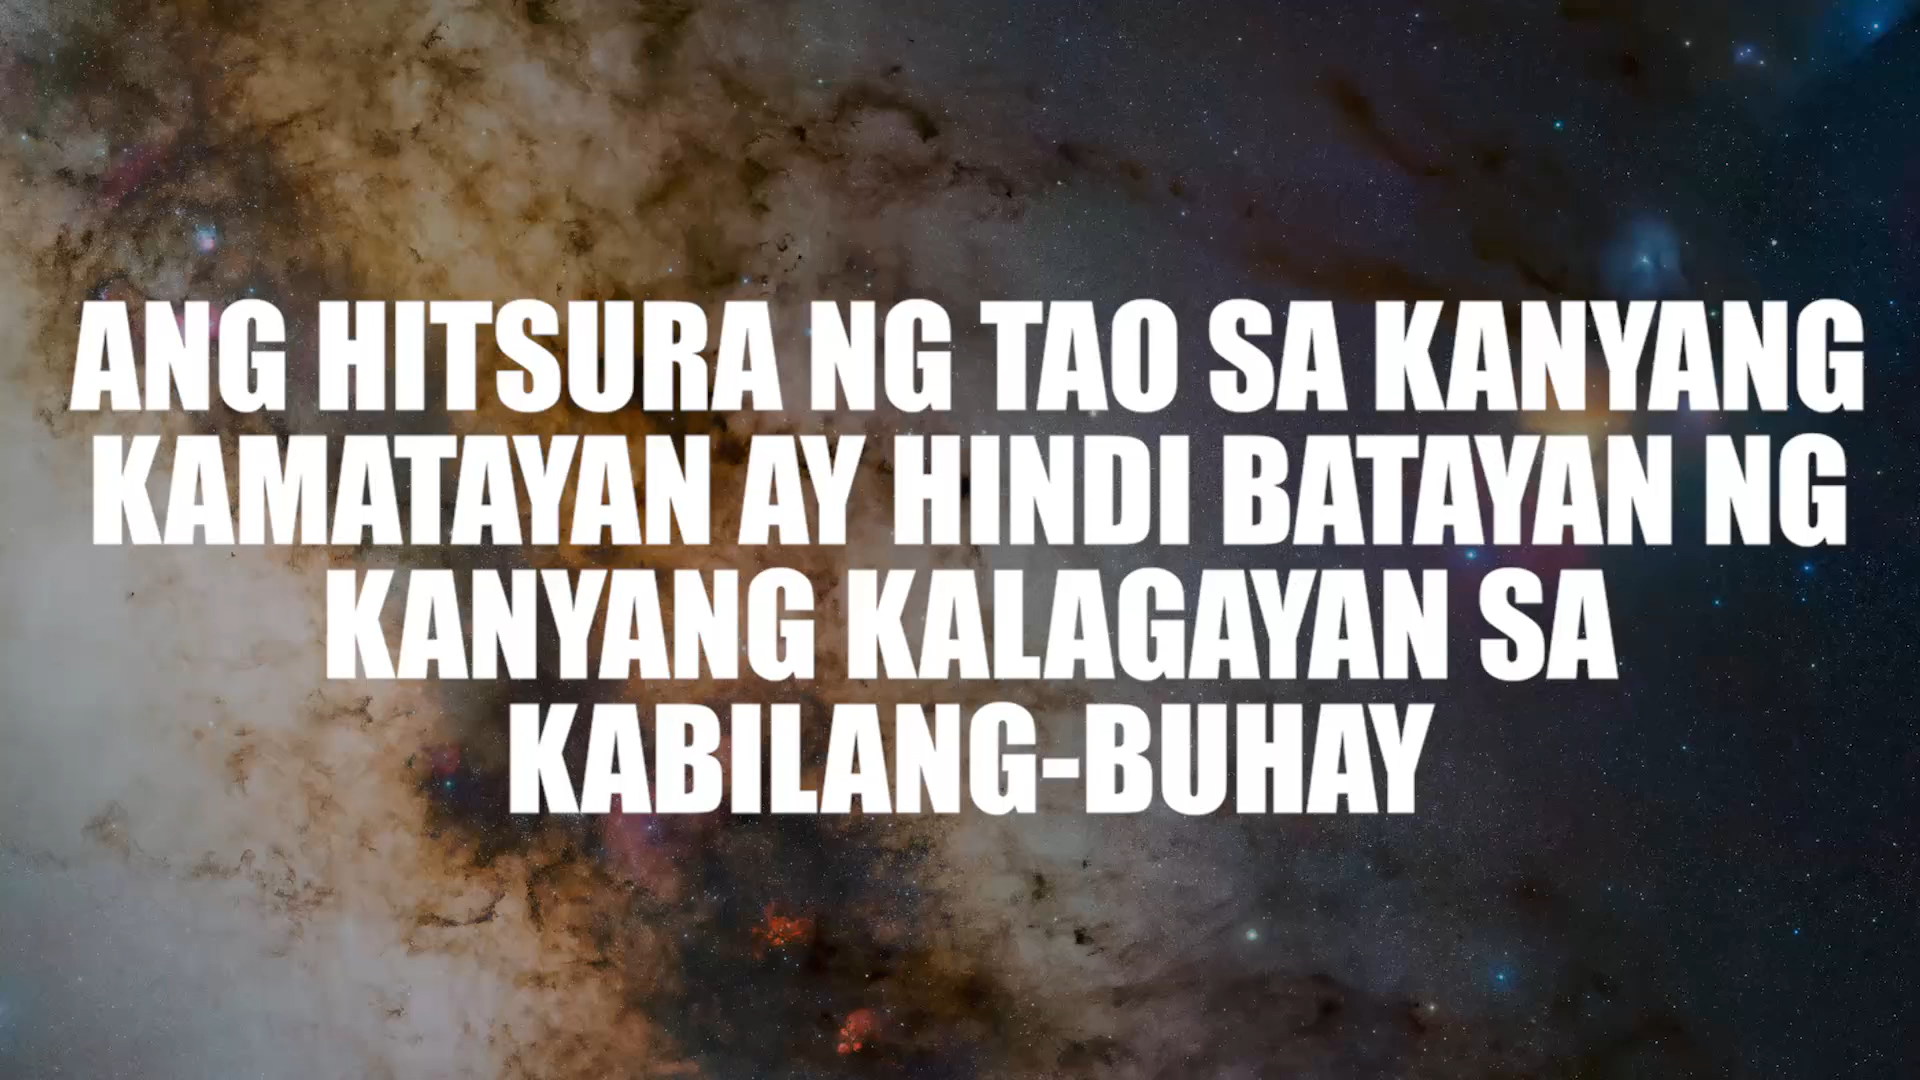 ANG HITSURA NG TAO SA KANYANG
KAMATAYAN AY HINDI BATAYAN NG
KANYANG KALAGAYAN SA
KABILANG-BUHAY